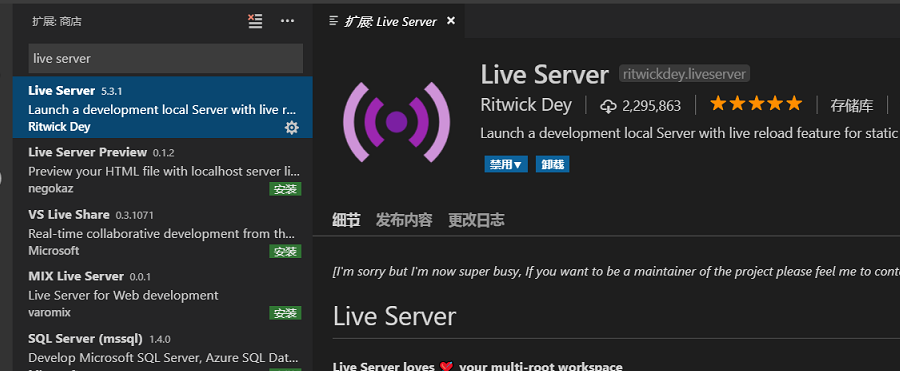 扩展: 商店
live server
Live Server 5.3.1
Launch a development local Server with live r...
Ritwick Dey
Live Server Preview 0.1.2
Preview your HTML file with localhost server li...
negokaz 安装
VS Live Share 0.3.1071
Real-time collaborative development from th...
Microsoft 安装
MIX Live Server 0.0.1
Live Server for Web development
varomix 安装
SQL Server (mssql) 1.4.0
Develop Microsoft SQL Server, Azure SQL Dat...
扩展: Live Server
Live Server ritwickdey.liveserver
Ritwick Dey 2,295,863 存储库
Launch a development local Server with live reload feature for static
禁用 卸载
细节 发布内容 更改日志
[I'm sorry but I'm now super busy, If you want to be a maintainer of the project please feel me to cont
Live Server
Live Server loves ❤ your multi-root workspace